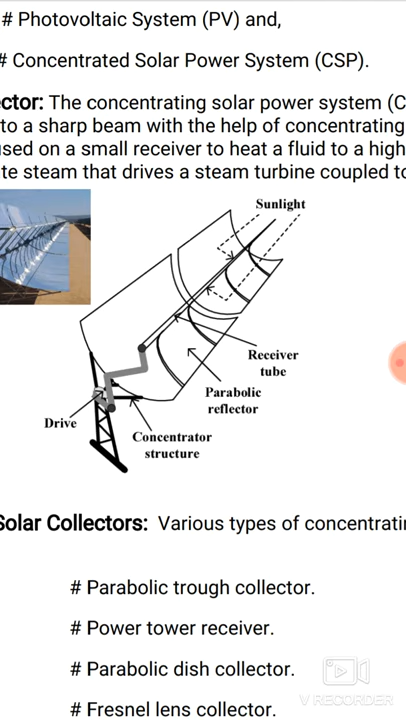 # Photovoltaic System (PV) and,
# Concentrated Solar Power System (CSP).
ector: The concentrating solar power system (C
to a sharp beam with the help of concentrating
used on a small receiver to heat a fluid to a high
te steam that drives a steam turbine coupled to
Sunlight
Receiver
tube
Parabolic
reflector
Drive
Concentrator
structure
Solar Collectors: Various types of concentrati
# Parabolic trough collector.
# Power tower receiver.
# Parabolic dish collector.
# Fresnel lens collector.
V RECORDER